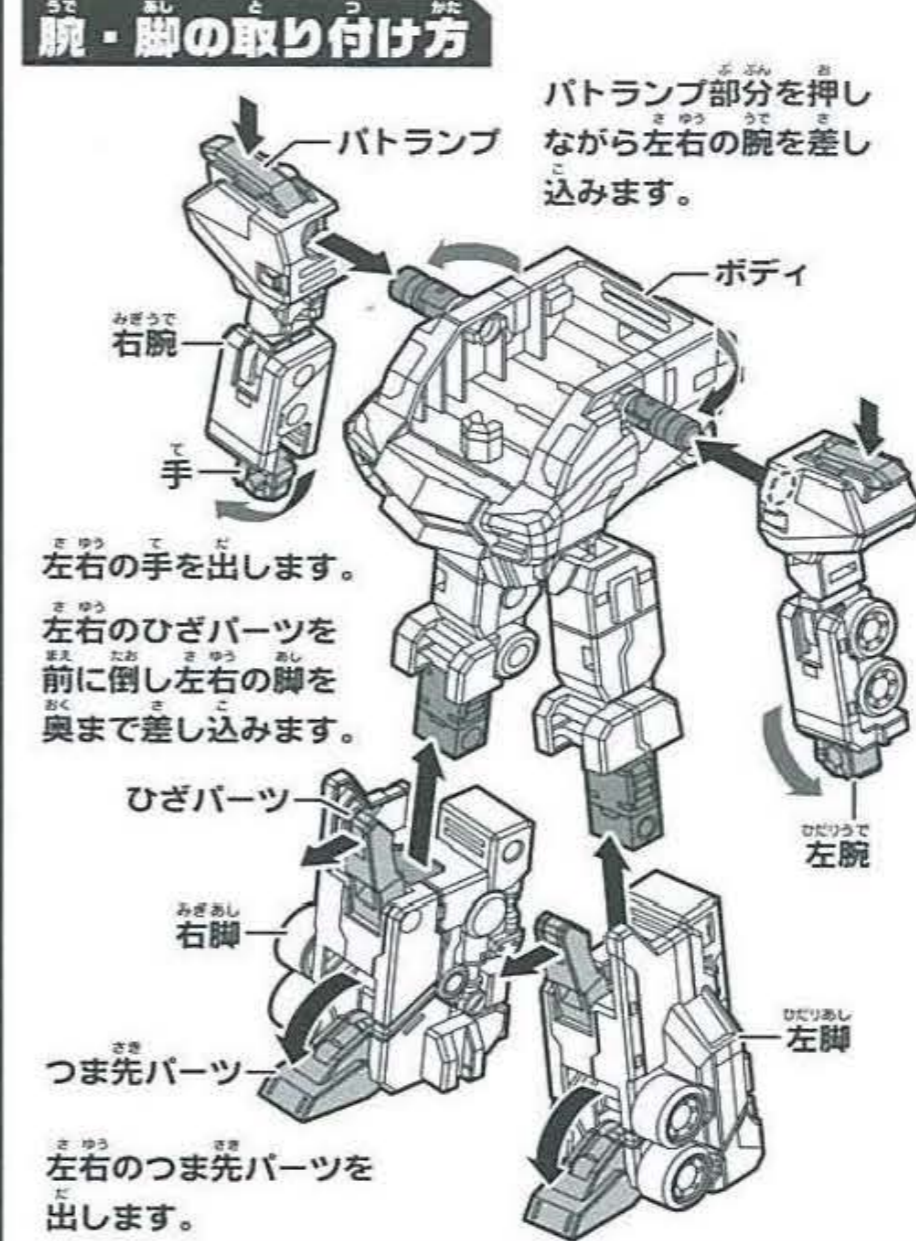 腕・脚の取り付け方
パトランプ部分を押し
ながら左右の腕を差し
込みます。
パトランプ
ボディ
右腕
手
左右の手を出します。
左右のひざパーツを
前に倒し左右の脚を
奥まで差し込みます。
ひざパーツ
左腕
右脚
左脚
つま先パーツ
左右のつま先パーツを
出します。